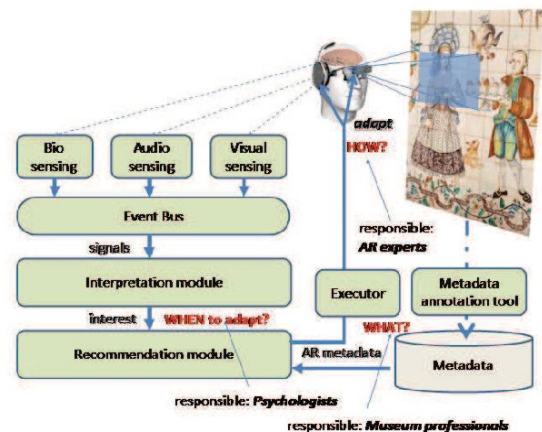 adapt
HOW?
Bio
sensing
Audio
sensing
Visual
sensing
Event Bus
responsible:
AR experts
signals
Interpretation module
Executor
Metadata
annotation tool
interest
WHEN to adapt?
WHAT?
Recommendation module
AR metadata
Metadata
responsible: Psychologists
responsible: Museum professionals